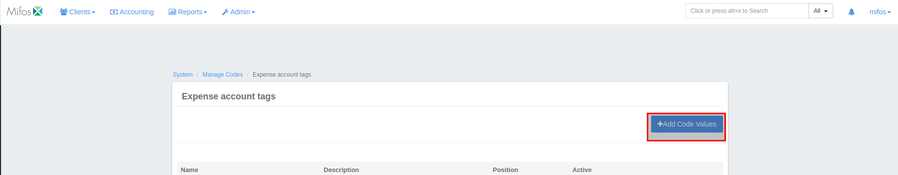 Mifos Clients Accounting Reports Admin Click or press alt+x to Search All mifos
System / Manage Codes / Expense account tags
Expense account tags
+Add Code Values
Name Description Position Active